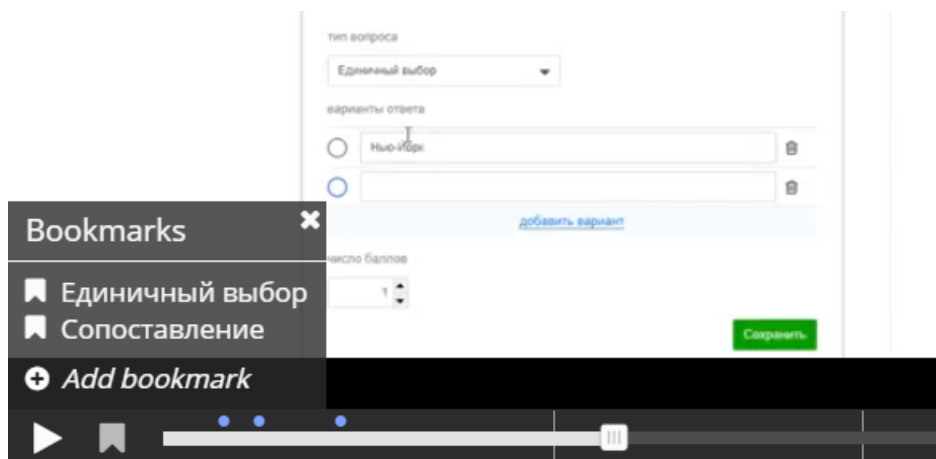 тип вопроса
Единичный выбор
варианты ответа
Нью-Йорк
добавить вариант
число баллов
1
Сохранить
Bookmarks
Единичный выбор
Сопоставление
Add bookmark